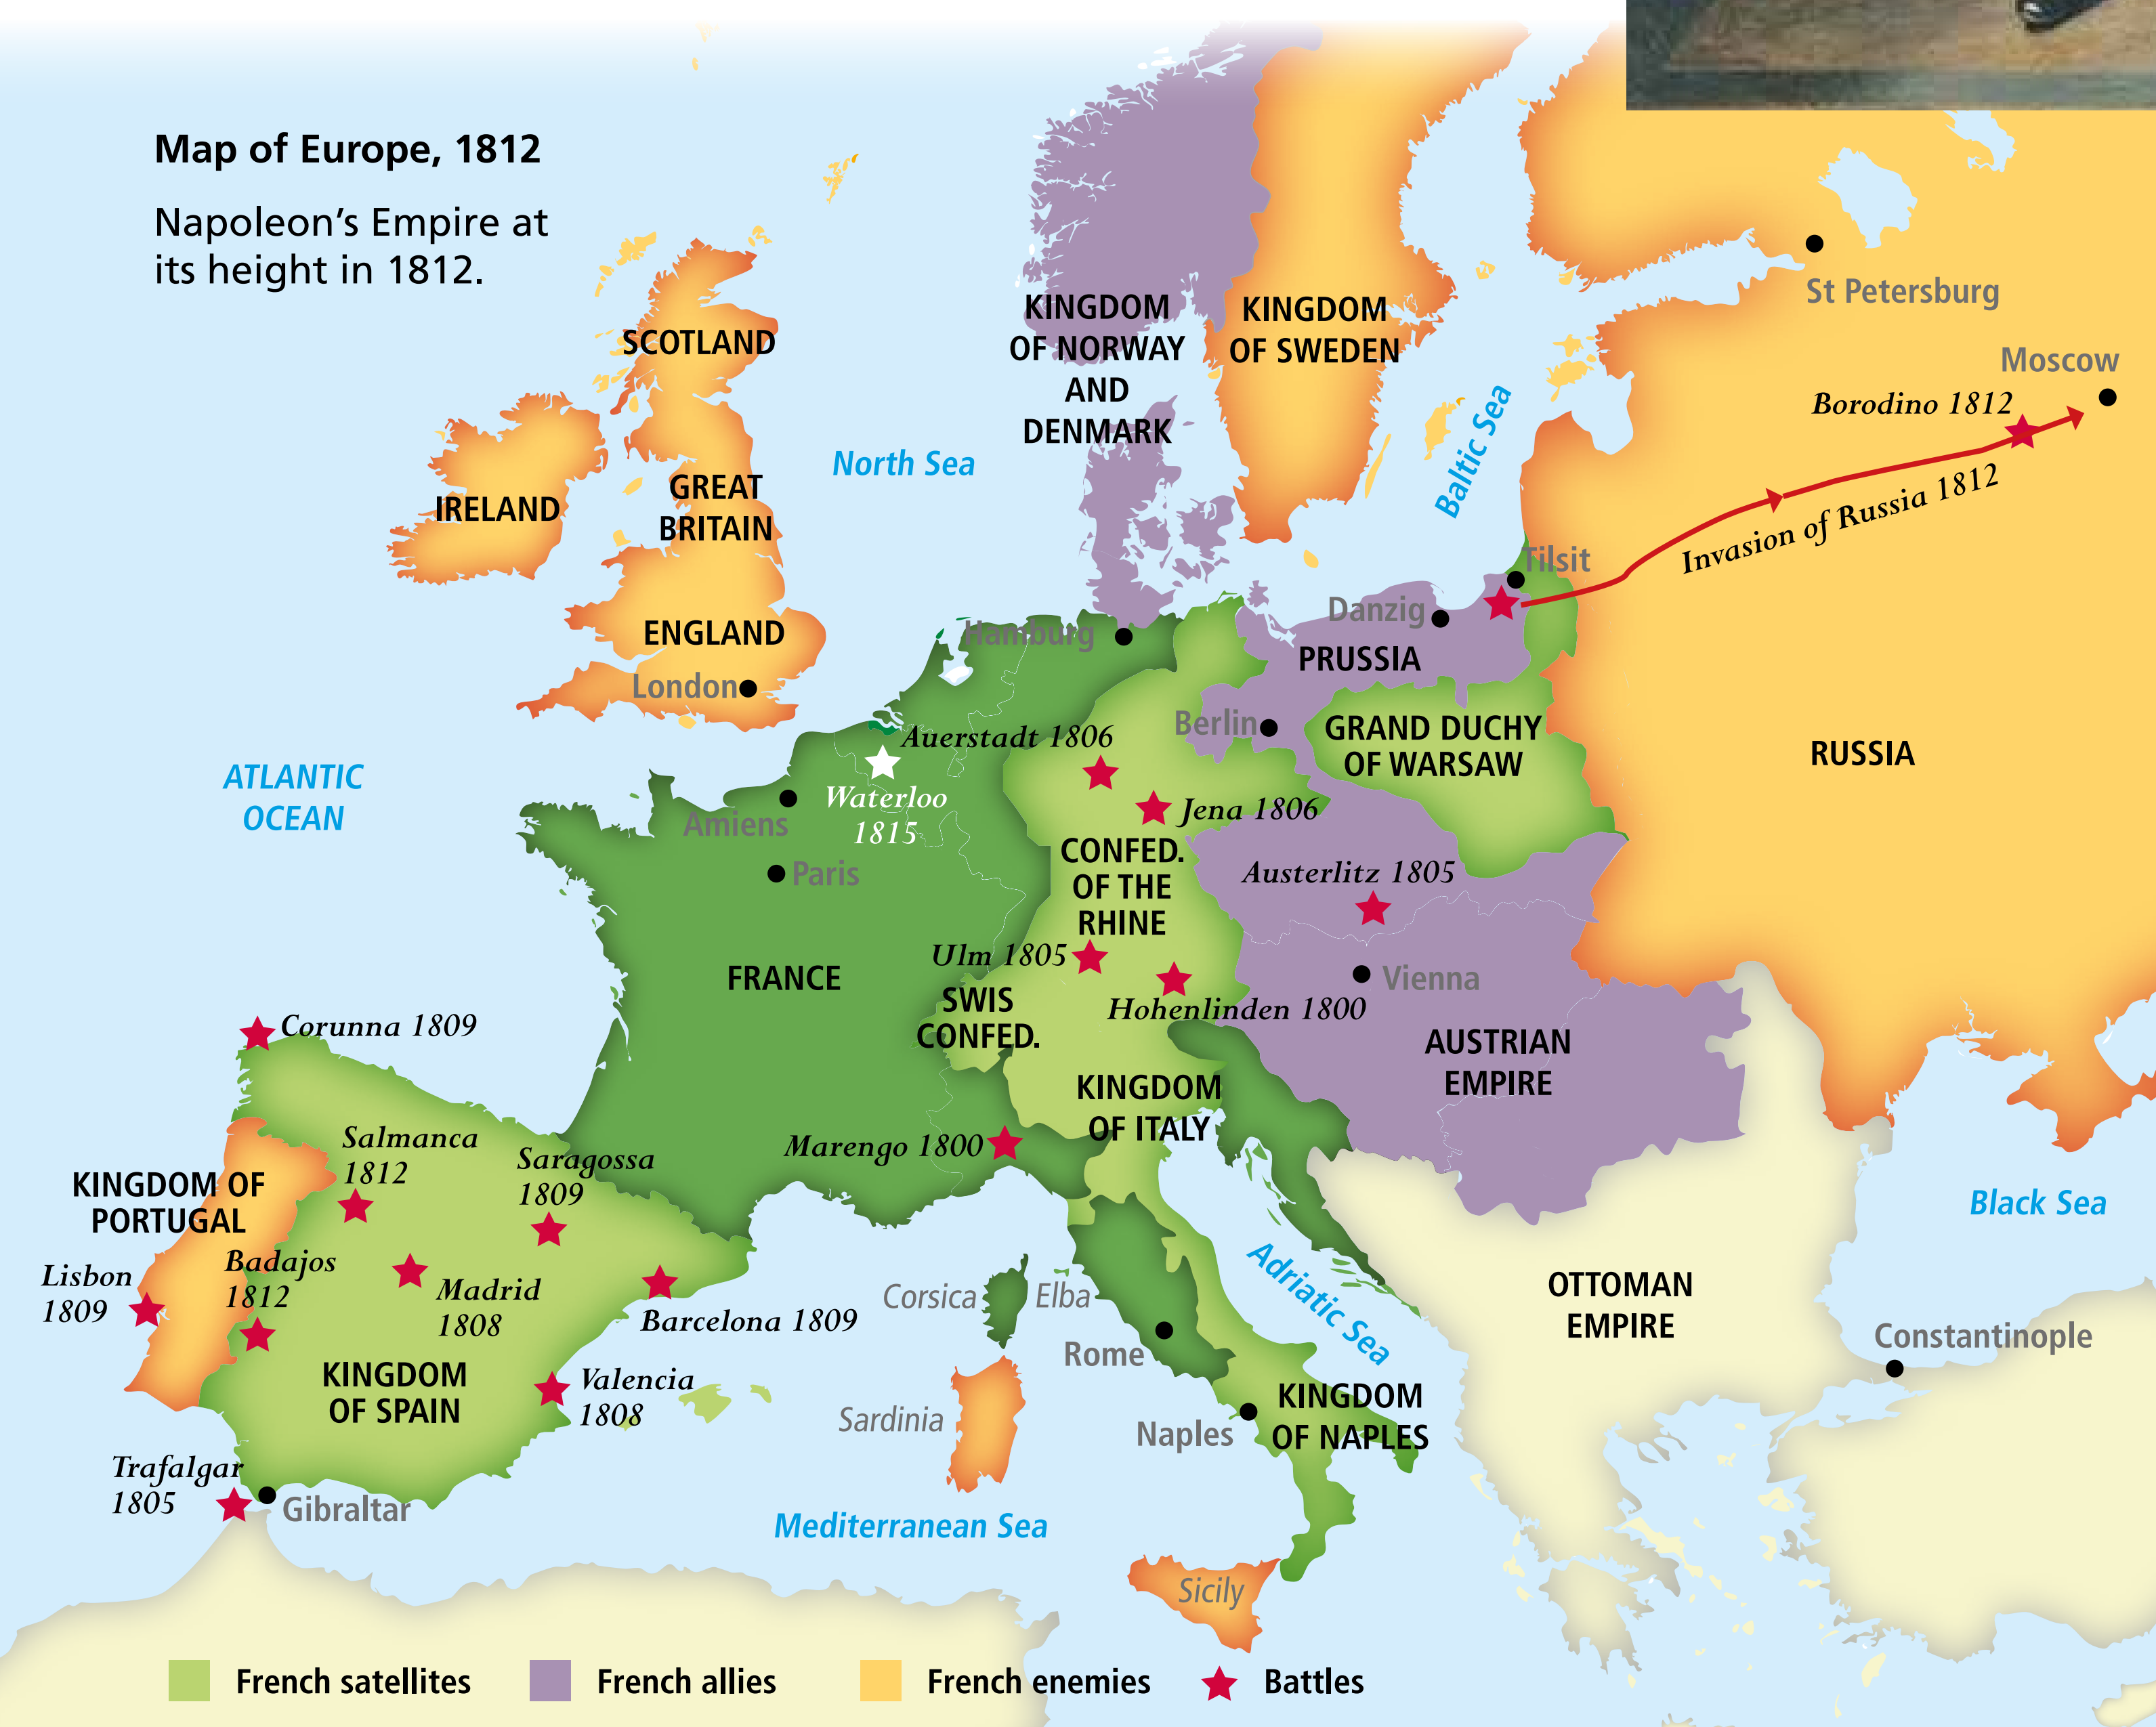 Map of Europe, 1812
Napoleon's Empire at
its height in 1812.
SCOTLAND
IRELAND
GREAT
BRITAIN
ENGLAND
London
North Sea
KINGDOM
OF NORWAY
AND
DENMARK
KINGDOM
OF SWEDEN
Baltic Sea
St Petersburg
Moscow
Borodino 1812
Invasion of Russia 1812
Tilsit
Danzig
PRUSSIA
Hamburg
Berlin
GRAND DUCHY
OF WARSAW
RUSSIA
ATLANTIC
OCEAN
Auerstadt 1806
Waterloo
1815
Amiens
Paris
Jena 1806
CONFED.
OF THE
RHINE
Austerlitz 1805
Ulm 1805
Vienna
FRANCE
SWIS
CONFED.
Hohenlinden 1800
AUSTRIAN
EMPIRE
Corunna 1809
KINGDOM
OF ITALY
Marengo 1800
Salmanca
1812
Saragossa
1809
KINGDOM OF
PORTUGAL
Lisbon
1809
Badajos
1812
Madrid
1808
Barcelona 1809
KINGDOM
OF SPAIN
Valencia
1808
Trafalgar
1805
Gibraltar
Corsica
Elba
Rome
Adriatic Sea
Sardinia
Naples
KINGDOM
OF NAPLES
Mediterranean Sea
Sicily
OTTOMAN
EMPIRE
Black Sea
Constantinople
French satellites
French allies
French enemies
Battles